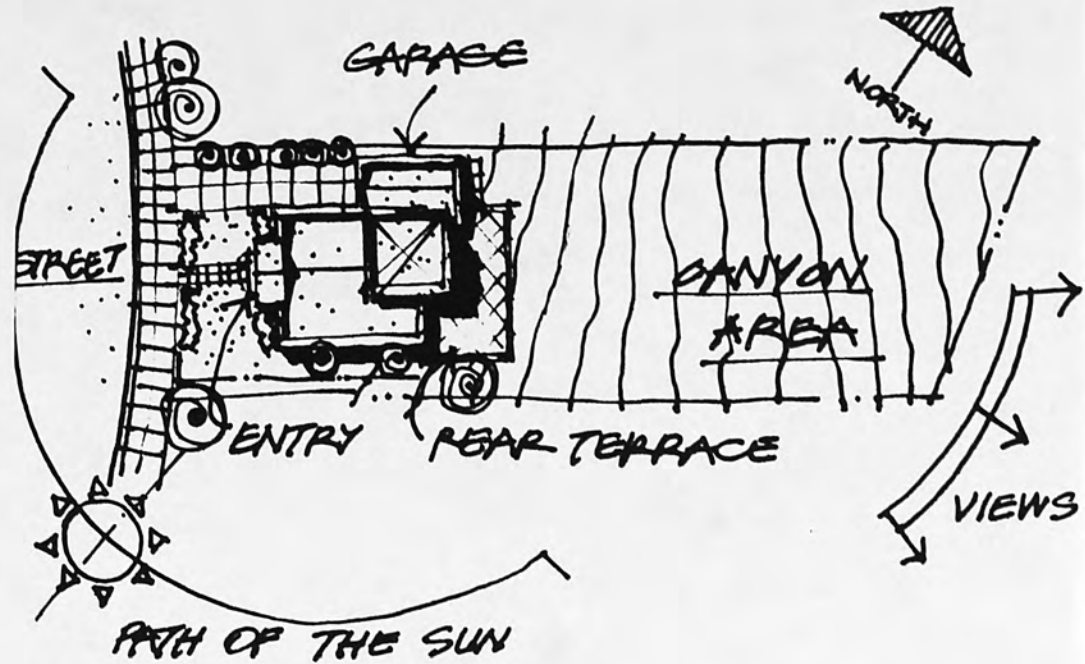 GARAGE
NORTH
STREET
CANYON
AREA
ENTRY
REAR TERRACE
VIEWS
PATH OF THE SUN